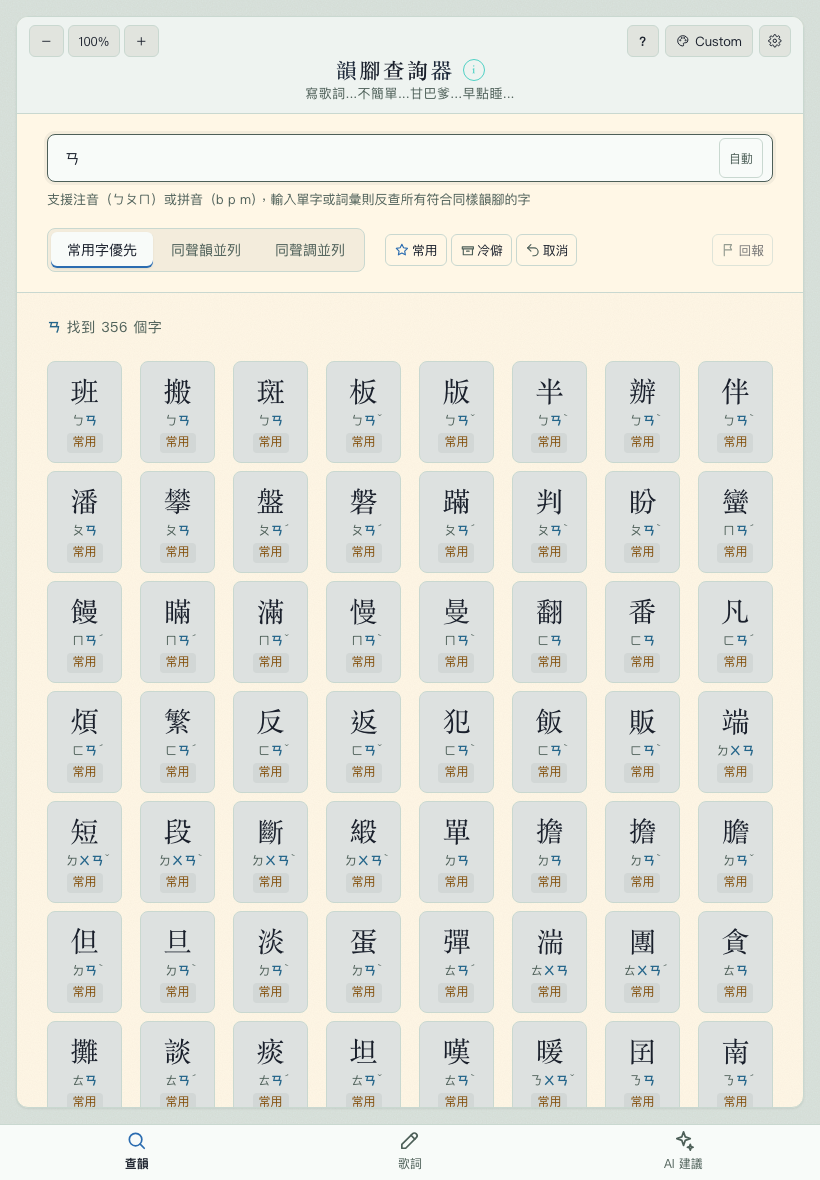 − 100% + ? Custom
韻腳查詢器 i
寫歌詞...不簡單...甘巴爹...早點睡...
ㄢ 自動
支援注音（ㄅㄆㄇ）或拼音（b p m），輸入單字或詞彙則反查所有符合同樣韻腳的字
常用字優先 同聲韻並列 同聲調並列 常用 冷僻 取消 回報
ㄢ 找到 356 個字
班 搬 斑 板 版 半 辦 伴
ㄅㄢ ㄅㄢ ㄅㄢ ㄅㄢˇ ㄅㄢˇ ㄅㄢˋ ㄅㄢˋ ㄅㄢˋ
常用 常用 常用 常用 常用 常用 常用 常用
潘 攀 盤 磐 蹣 判 盼 蠻
ㄆㄢ ㄆㄢ ㄆㄢˊ ㄆㄢˊ ㄆㄢˊ ㄆㄢˋ ㄆㄢˋ ㄇㄢˊ
常用 常用 常用 常用 常用 常用 常用 常用
饅 瞞 滿 慢 曼 翻 番 凡
ㄇㄢˊ ㄇㄢˊ ㄇㄢˇ ㄇㄢˋ ㄇㄢˋ ㄈㄢ ㄈㄢ ㄈㄢˊ
常用 常用 常用 常用 常用 常用 常用 常用
煩 繁 反 返 犯 飯 販 端
ㄈㄢˊ ㄈㄢˊ ㄈㄢˇ ㄈㄢˇ ㄈㄢˋ ㄈㄢˋ ㄈㄢˋ ㄉㄨㄢ
常用 常用 常用 常用 常用 常用 常用 常用
短 段 斷 緞 單 擔 擔 膽
ㄉㄨㄢˇ ㄉㄨㄢˋ ㄉㄨㄢˋ ㄉㄨㄢˋ ㄉㄢ ㄉㄢ ㄉㄢˋ ㄉㄢˇ
常用 常用 常用 常用 常用 常用 常用 常用
但 旦 淡 蛋 彈 湍 團 貪
ㄉㄢˋ ㄉㄢˋ ㄉㄢˋ ㄉㄢˋ ㄊㄢˊ ㄊㄨㄢ ㄊㄨㄢˊ ㄊㄢ
常用 常用 常用 常用 常用 常用 常用 常用
攤 談 痰 坦 嘆 暖 囝 南
ㄊㄢ ㄊㄢˊ ㄊㄢˊ ㄊㄢˇ ㄊㄢˋ ㄋㄨㄢˇ ㄋㄢ ㄋㄢˊ
常用 常用 常用 常用 常用 常用 常用 常用
查韻 歌詞 AI 建議